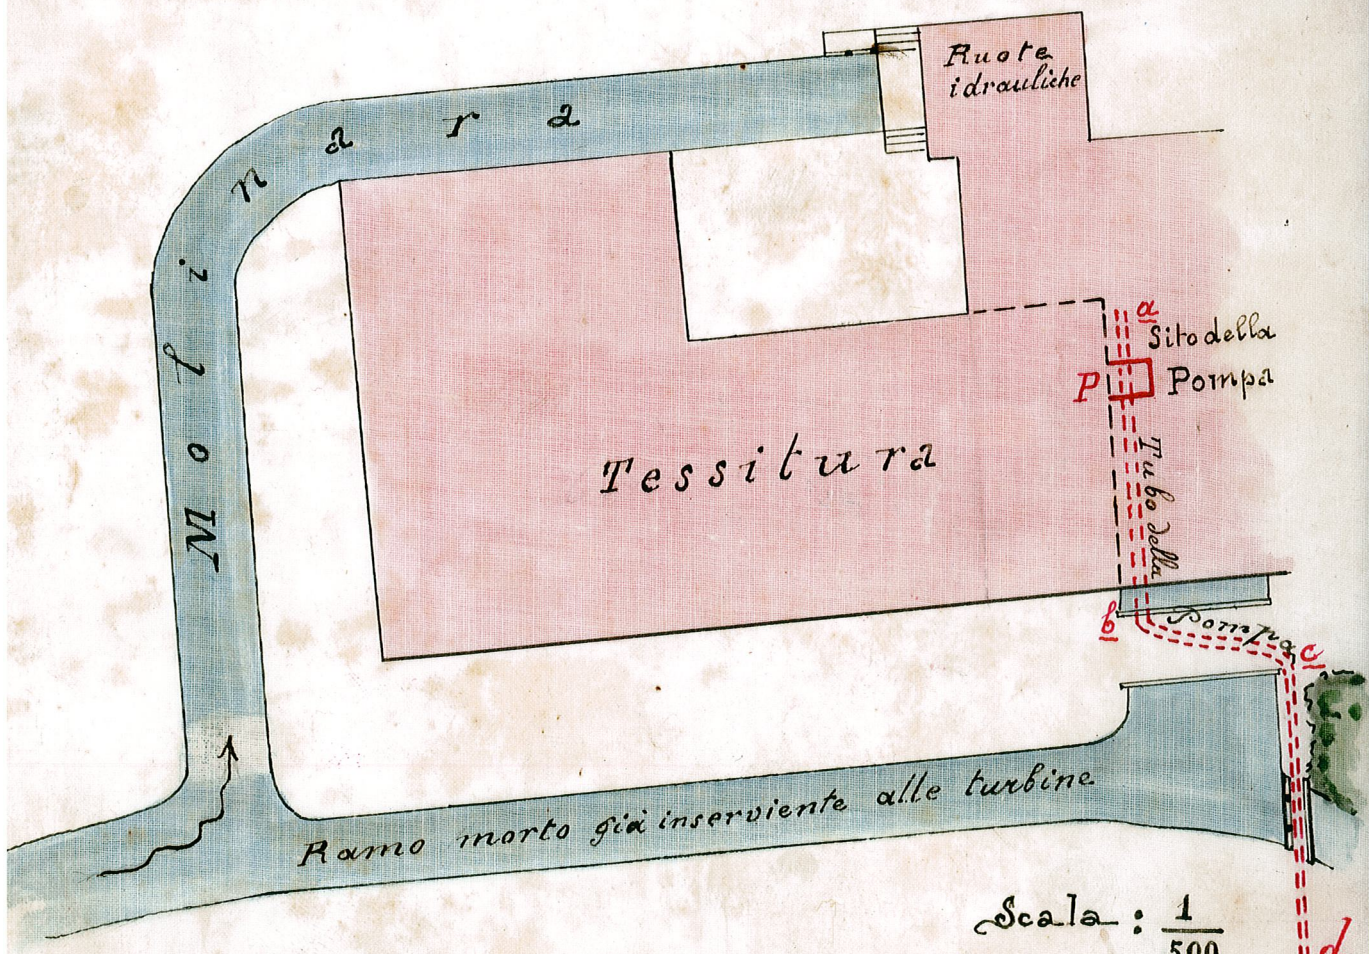 Ruote
idrauliche
Molinara
a
Sito della
P
Pompa
Tessitura
Tubo della
b
Pompa
c
Ramo morto già inserviente alle turbine
Scala : 1
500
d